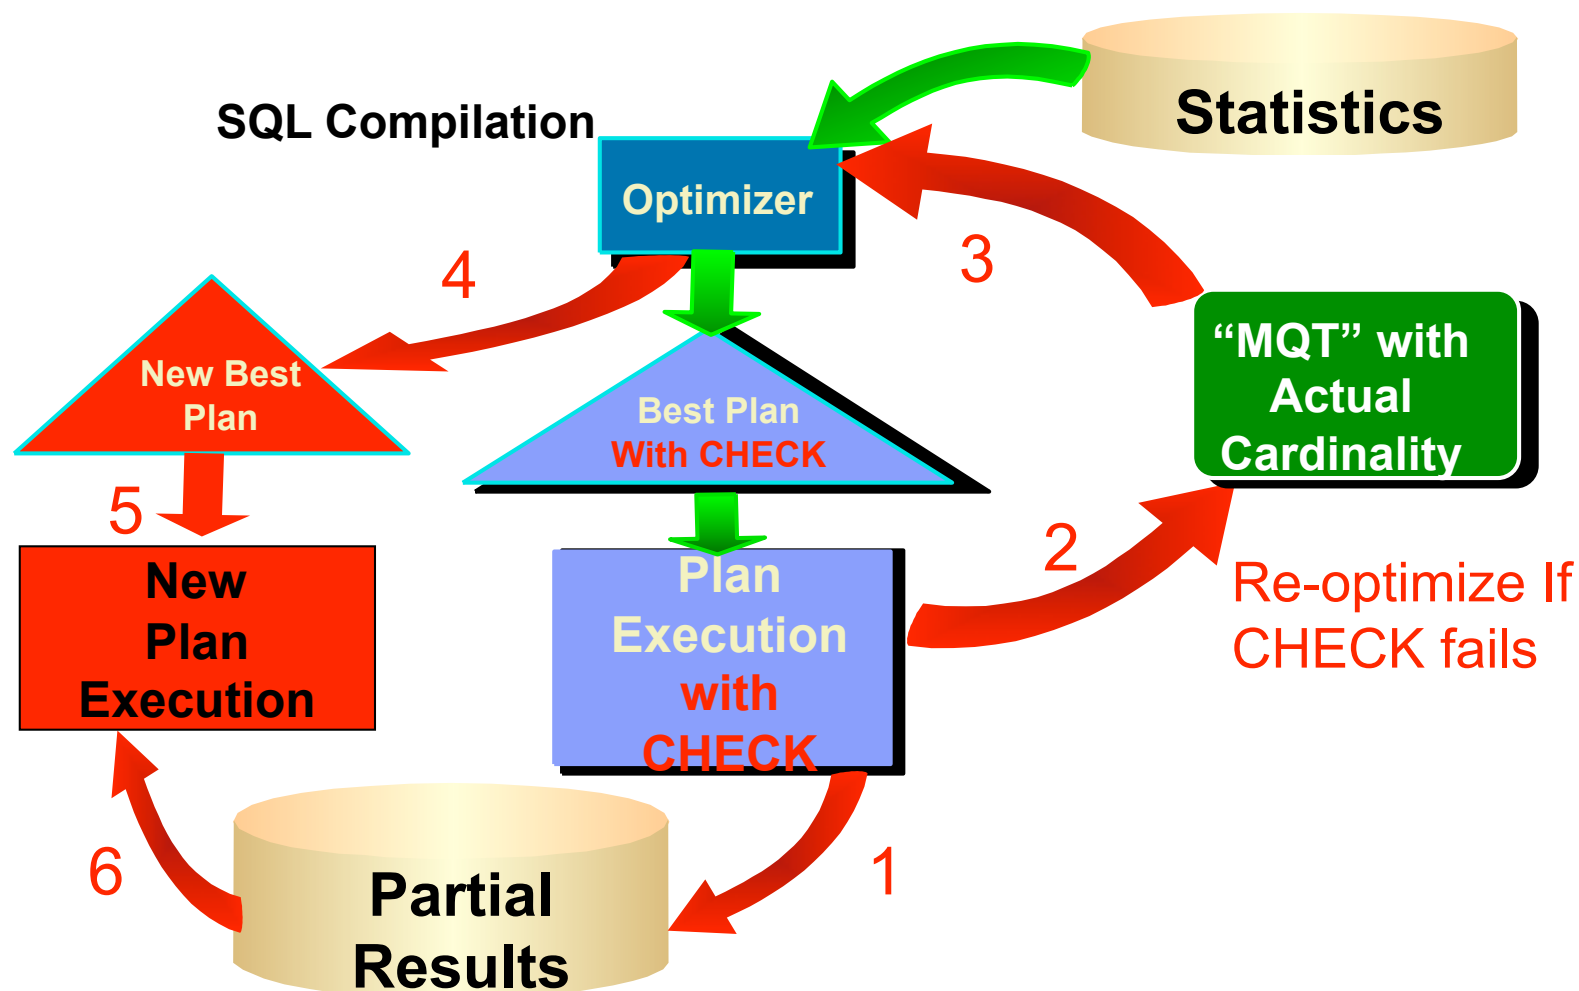 Statistics
SQL Compilation
Optimizer
3
4
“MQT” with
Actual
Cardinality
New Best
Plan
Best Plan
With CHECK
5
2
New
Plan
Execution
Plan
Execution
with
CHECK
Re-optimize If
CHECK fails
6
1
Partial
Results